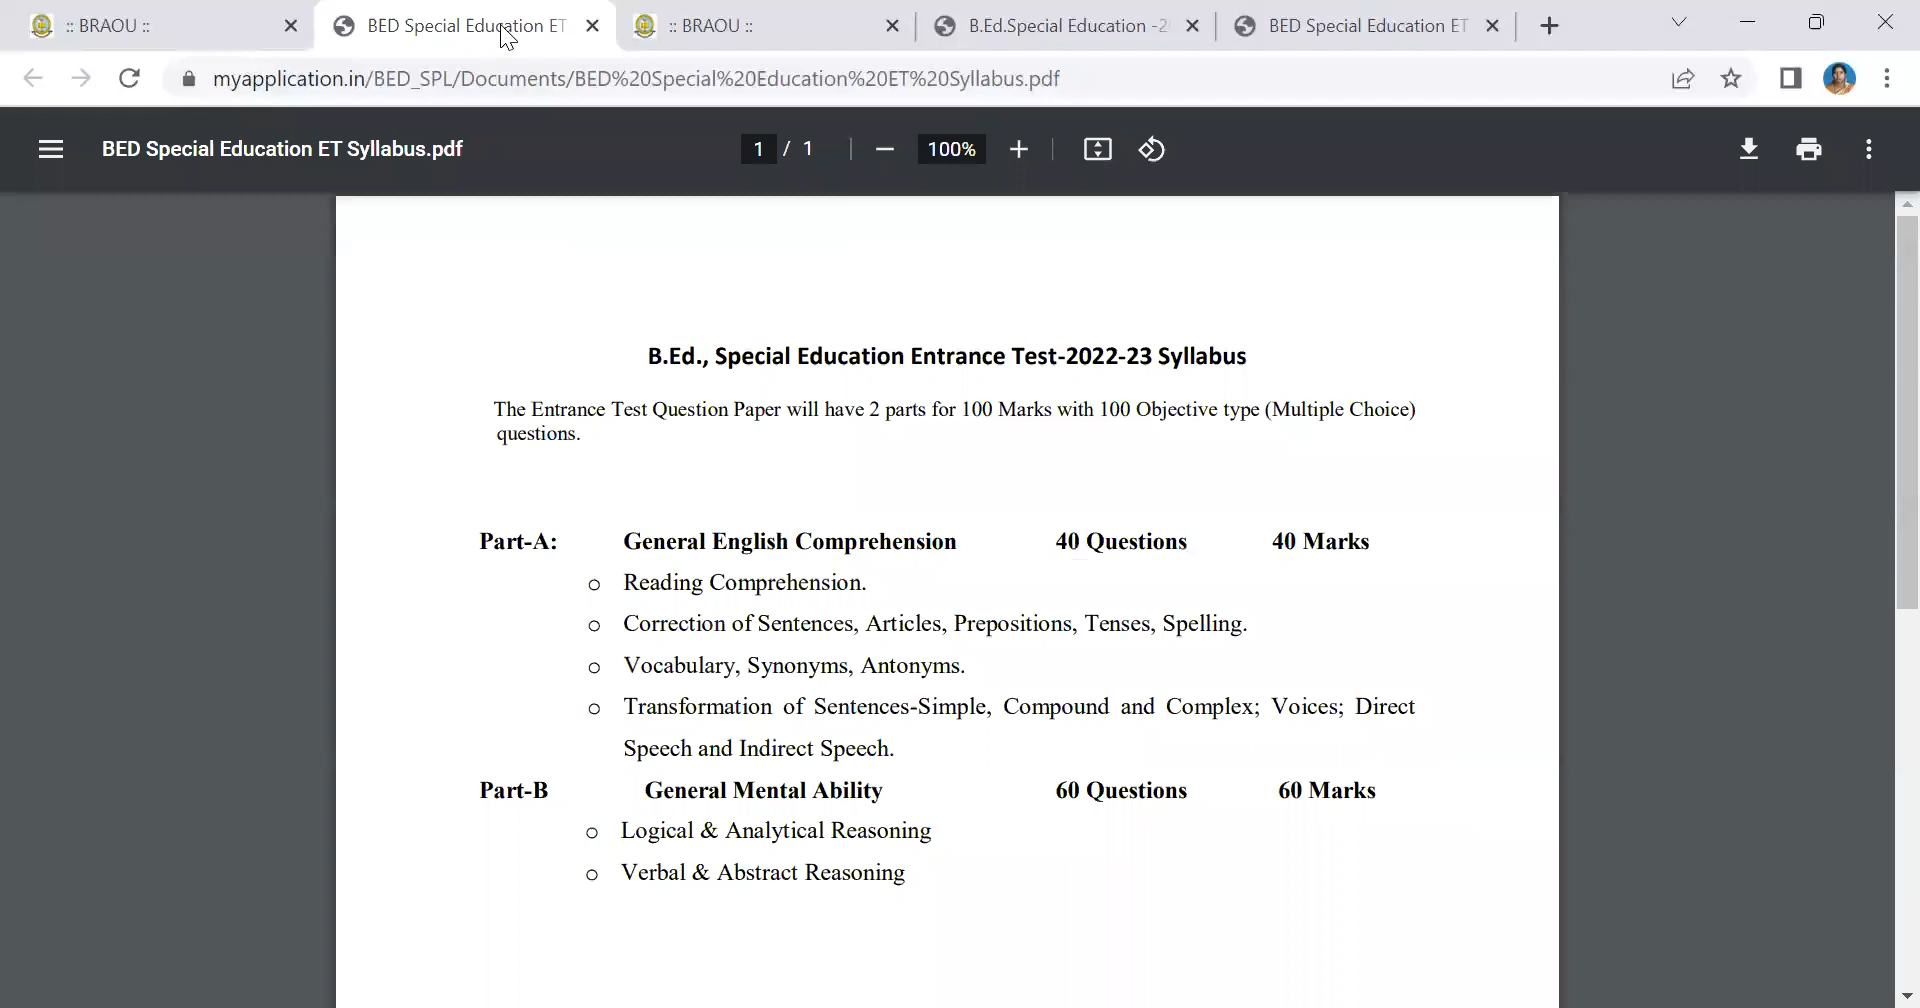 :: BRAOU ::
BED Special Education ET
:: BRAOU ::
B.Ed.Special Education -2
BED Special Education ET
myapplication.in/BED_SPL/Documents/BED%20Special%20Education%20ET%20Syllabus.pdf
BED Special Education ET Syllabus.pdf
1 / 1
100%
B.Ed., Special Education Entrance Test-2022-23 Syllabus
The Entrance Test Question Paper will have 2 parts for 100 Marks with 100 Objective type (Multiple Choice)
questions.
Part-A: General English Comprehension 40 Questions 40 Marks
o Reading Comprehension.
o Correction of Sentences, Articles, Prepositions, Tenses, Spelling.
o Vocabulary, Synonyms, Antonyms.
o Transformation of Sentences-Simple, Compound and Complex; Voices; Direct
Speech and Indirect Speech.
Part-B General Mental Ability 60 Questions 60 Marks
o Logical & Analytical Reasoning
o Verbal & Abstract Reasoning